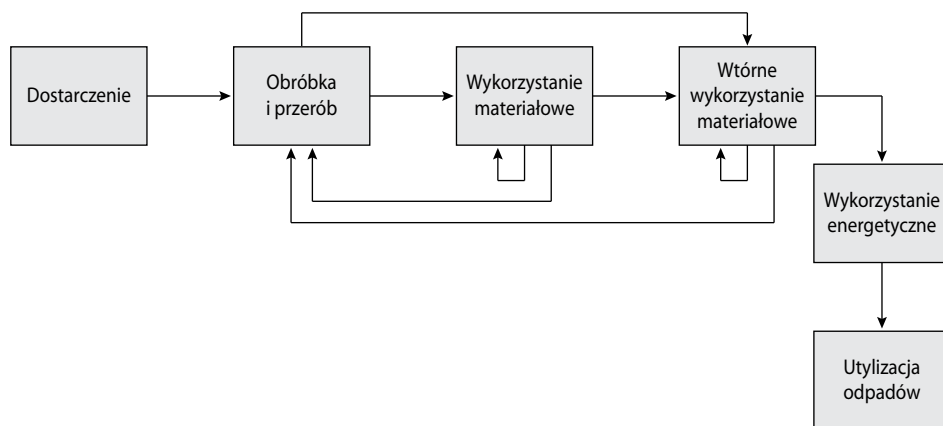 Dostarczenie
Obróbka
i przerób
Wykorzystanie
materiałowe
Wtórne
wykorzystanie
materiałowe
Wykorzystanie
energetyczne
Utylizacja
odpadów